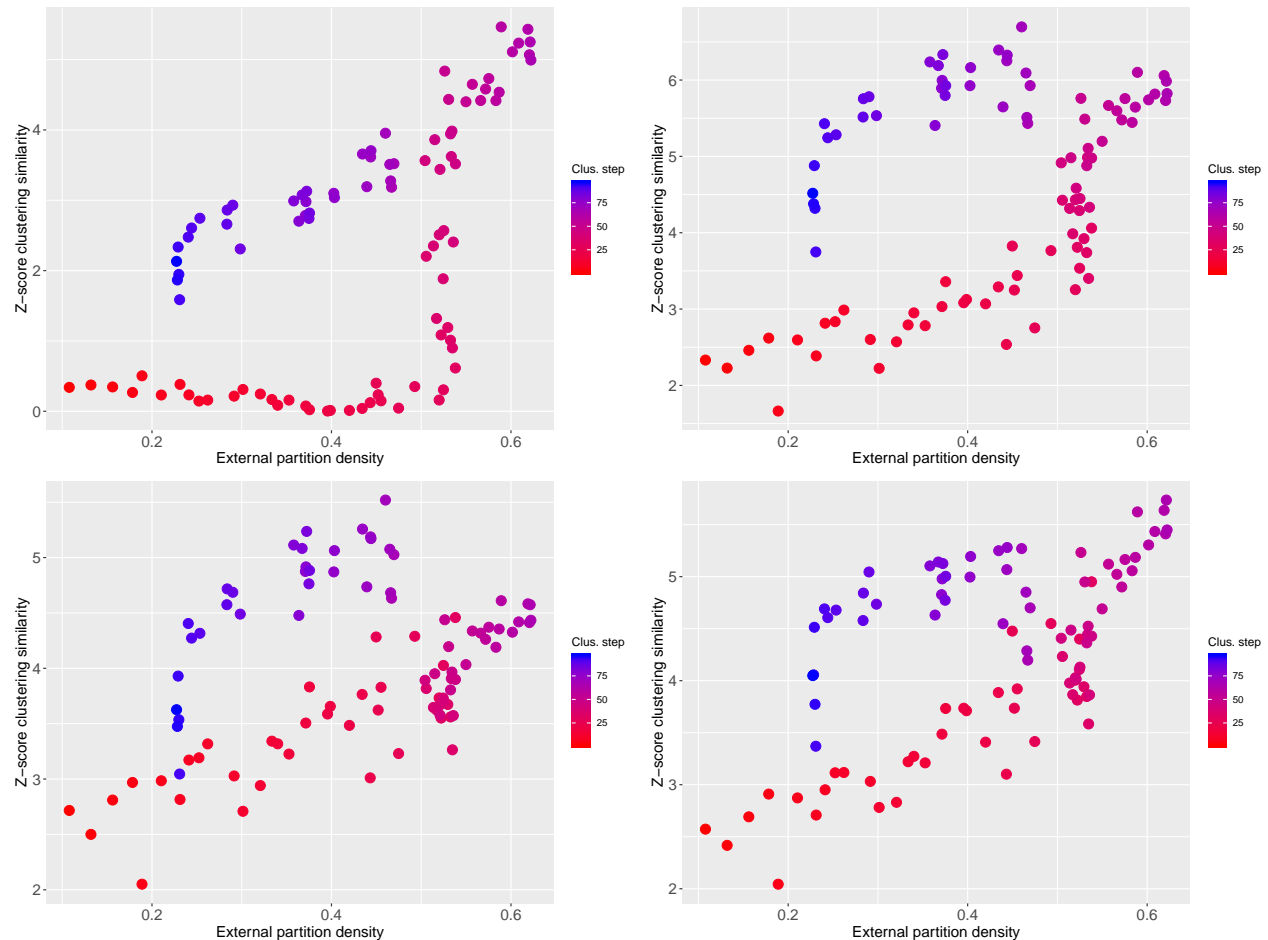 Z−score clustering similarity
4
2
0
0.2 0.4 0.6
External partition density
Clus. step
75
50
25
Z−score clustering similarity
6
5
4
3
2
0.2 0.4 0.6
External partition density
Clus. step
75
50
25
Z−score clustering similarity
5
4
3
2
0.2 0.4 0.6
External partition density
Clus. step
75
50
25
Z−score clustering similarity
5
4
3
2
0.2 0.4 0.6
External partition density
Clus. step
75
50
25